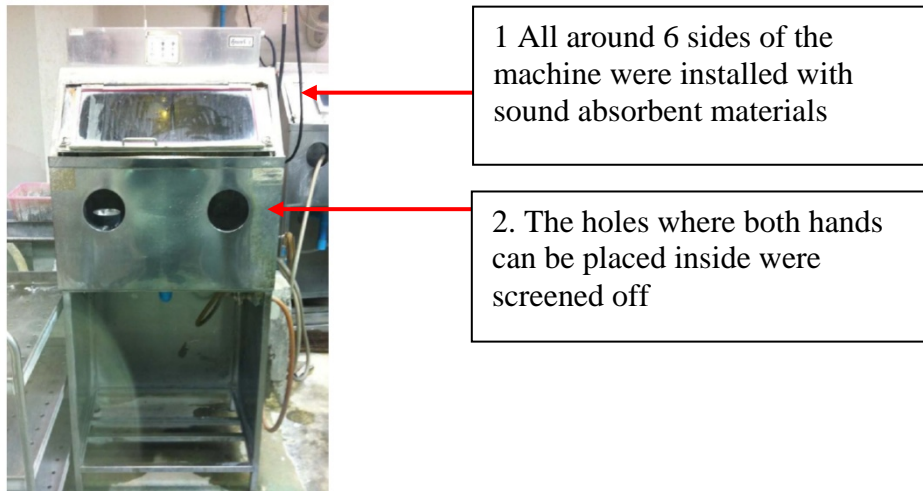 1 All around 6 sides of the
machine were installed with
sound absorbent materials
2. The holes where both hands
can be placed inside were
screened off